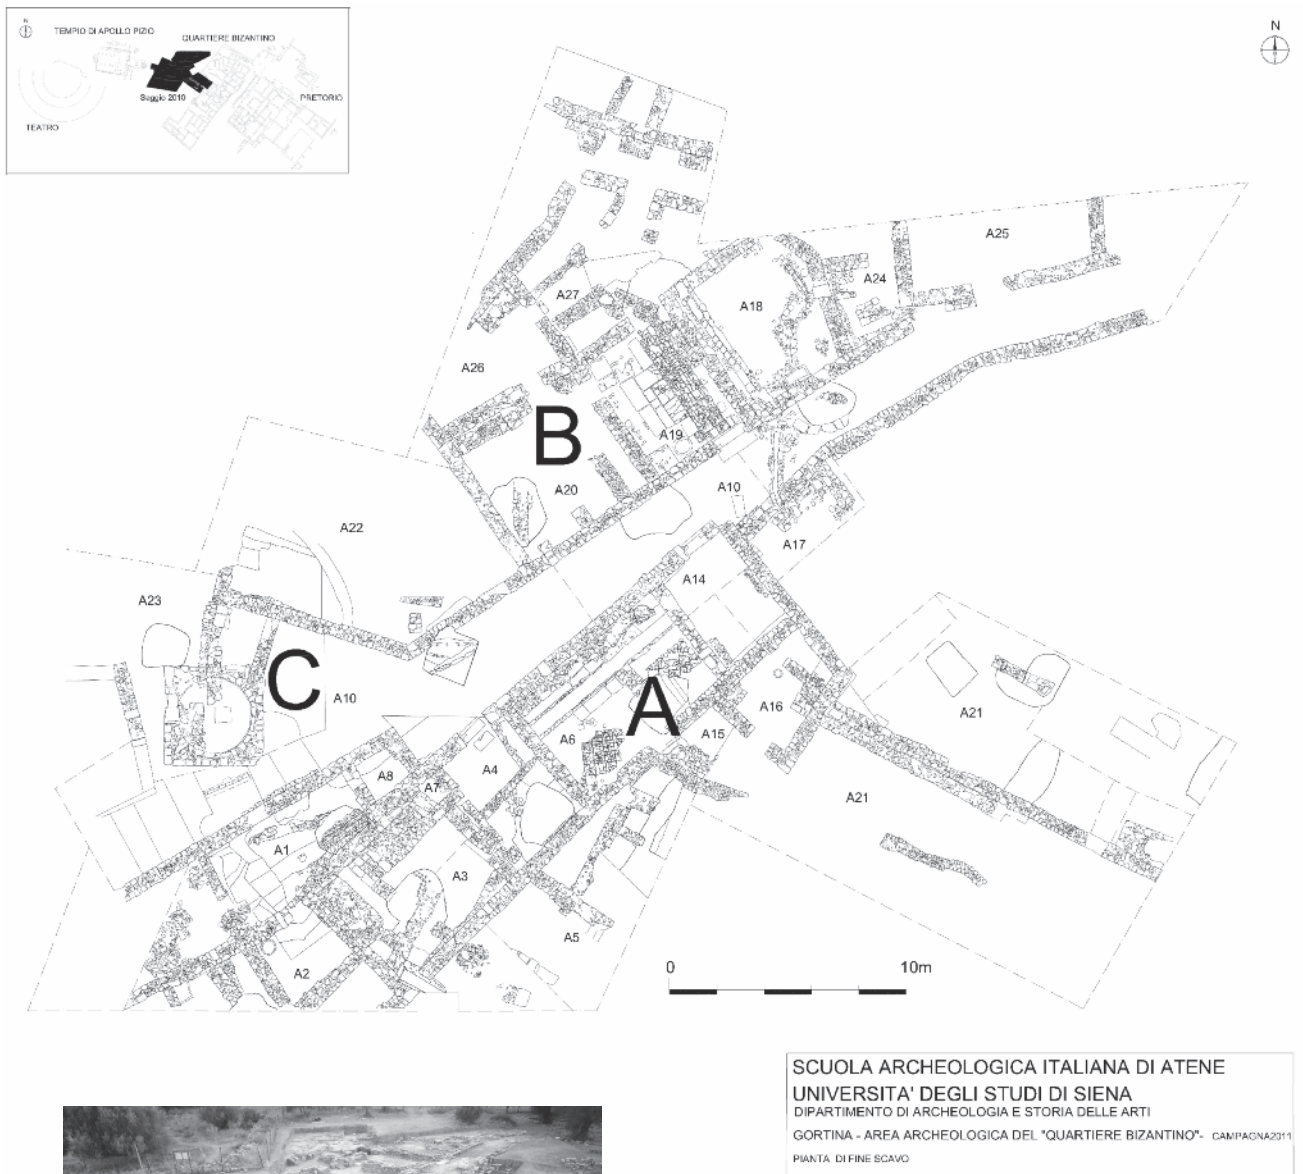 N
TEMPIO DI APOLLO PIZIO
QUARTIERE BIZANTINO
Saggio 2010
PRETORIO
TEATRO
N
A25
A24
A27
A18
A26
B
A19
A20
A10
A22
A17
A14
A23
C
A10
A
A16
A21
A6
A15
A8
A7
A4
A21
A1
A3
A5
A2
0 10m
SCUOLA ARCHEOLOGICA ITALIANA DI ATENE
UNIVERSITA' DEGLI STUDI DI SIENA
DIPARTIMENTO DI ARCHEOLOGIA E STORIA DELLE ARTI
GORTINA - AREA ARCHEOLOGICA DEL "QUARTIERE BIZANTINO"- CAMPAGNA2011
PIANTA DI FINE SCAVO